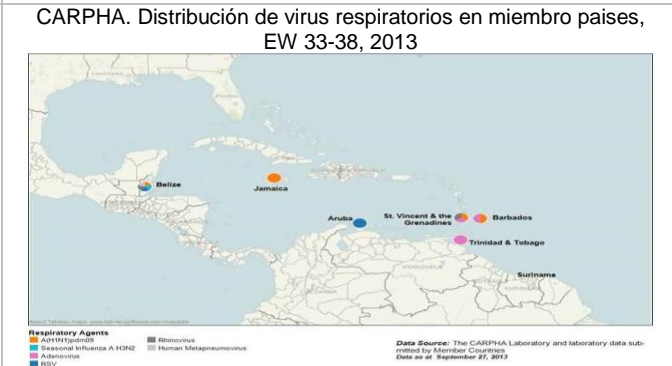 CARPHA. Distribución de virus respiratorios en miembro paises,
EW 33-38, 2013
Belize
Jamaica
Aruba
St. Vincent & the
Grenadines
Barbados
Trinidad & Tobago
Suriname
Respiratory Agents
A(H1N1)pdm09
Seasonal Influenza A H3N2
Adenovirus
RSV
Rhinovirus
Human Metapneumovirus
Data Source: The CARPHA Laboratory and laboratory data sub-
mitted by Member Countries
Data as at September 27, 2013